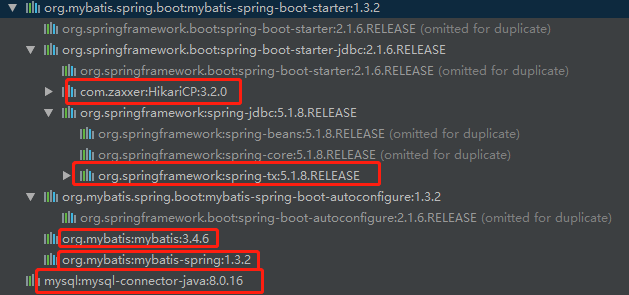 org.mybatis.spring.boot:mybatis-spring-boot-starter:1.3.2
org.springframework.boot:spring-boot-starter:2.1.6.RELEASE (omitted for duplicate)
org.springframework.boot:spring-boot-starter-jdbc:2.1.6.RELEASE
org.springframework.boot:spring-boot-starter:2.1.6.RELEASE (omitted for duplicate)
com.zaxxer:HikariCP:3.2.0
org.springframework:spring-jdbc:5.1.8.RELEASE
org.springframework:spring-beans:5.1.8.RELEASE (omitted for duplicate)
org.springframework:spring-core:5.1.8.RELEASE (omitted for duplicate)
org.springframework:spring-tx:5.1.8.RELEASE
org.mybatis.spring.boot:mybatis-spring-boot-autoconfigure:1.3.2
org.springframework.boot:spring-boot-autoconfigure:2.1.6.RELEASE (omitted for duplicate)
org.mybatis:mybatis:3.4.6
org.mybatis:mybatis-spring:1.3.2
mysql:mysql-connector-java:8.0.16